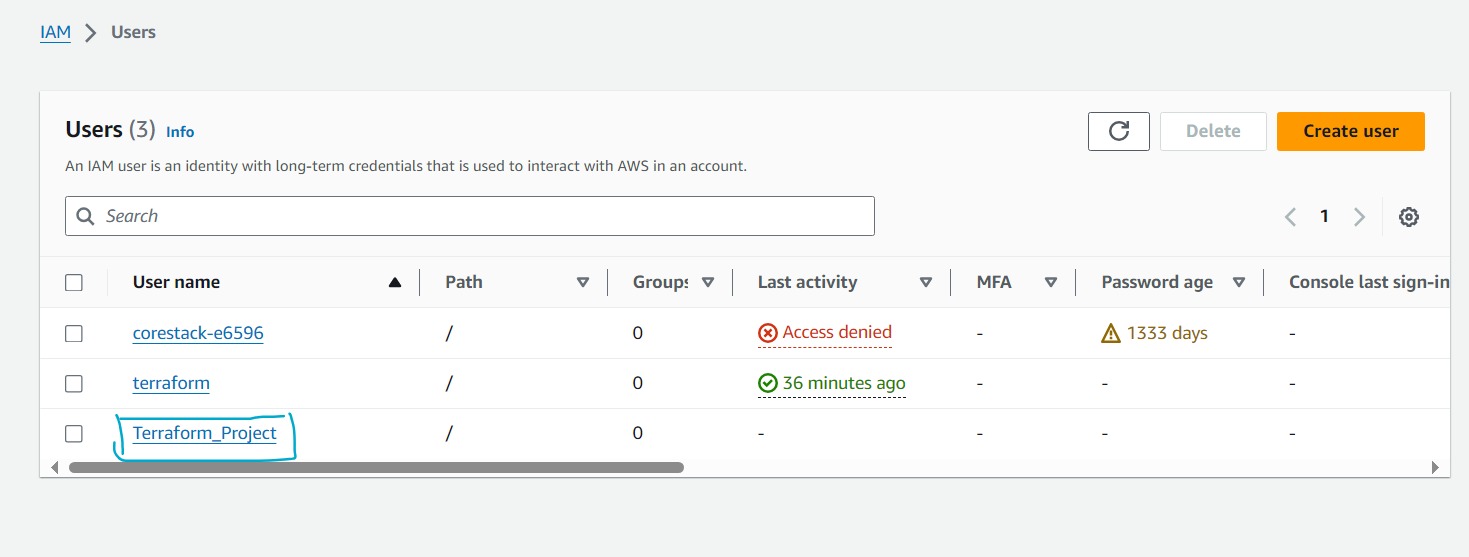 IAM > Users
Users (3) Info
Delete
Create user
An IAM user is an identity with long-term credentials that is used to interact with AWS in an account.
Search
1
User name Path Groups Last activity MFA Password age Console last sign-in
corestack-e6596 / 0 Access denied - 1333 days -
terraform / 0 36 minutes ago - - -
Terraform_Project / 0 - - - -